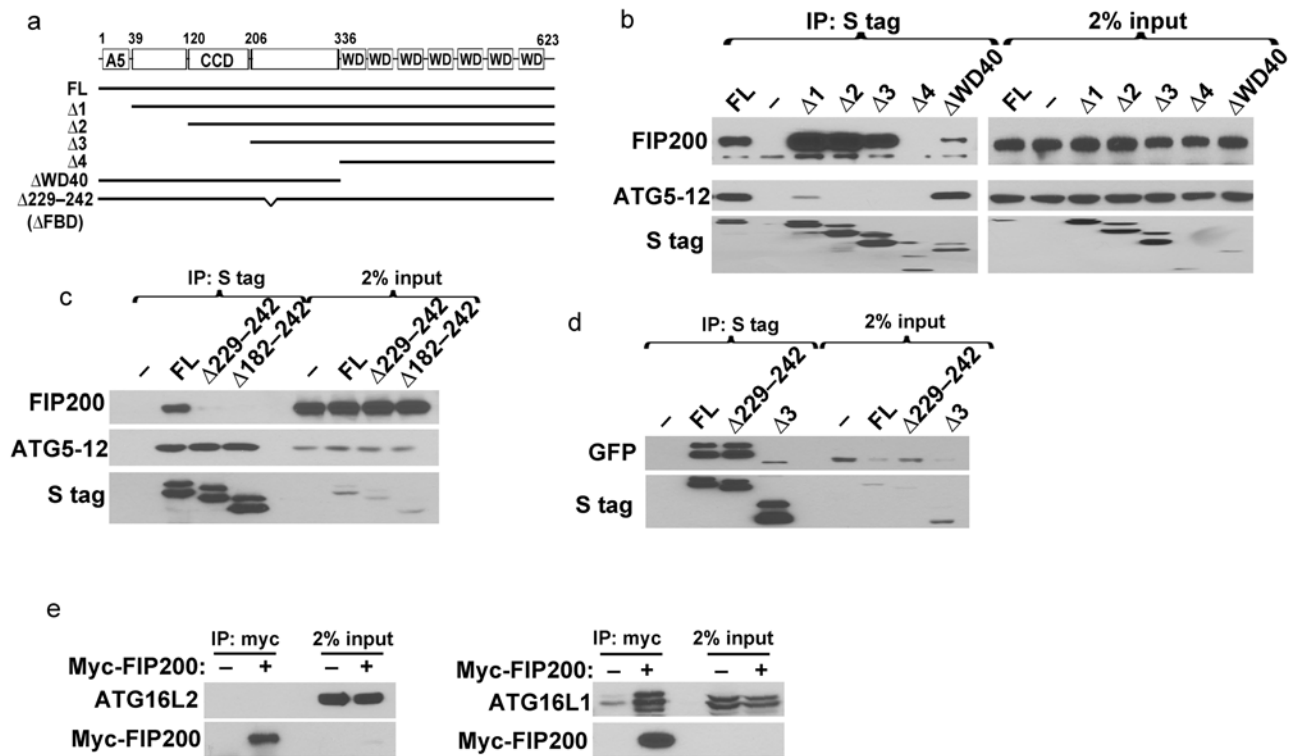 a
1 39 120 206 336 623
A5 CCD WD WD WD WD WD WD WD
FL
Δ1
Δ2
Δ3
Δ4
ΔWD40
Δ229–242
(ΔFBD)
b
IP: S tag 2% input
FL – Δ1 Δ2 Δ3 Δ4 ΔWD40 FL – Δ1 Δ2 Δ3 Δ4 ΔWD40
FIP200
ATG5-12
S tag
c
IP: S tag 2% input
– FL Δ229–242 Δ182–242 – FL Δ229–242 Δ182–242
FIP200
ATG5-12
S tag
d
IP: S tag 2% input
– FL Δ229–242 Δ3 – FL Δ229–242 Δ3
GFP
S tag
e
IP: myc 2% input
Myc-FIP200: – + – +
ATG16L2
Myc-FIP200
IP: myc 2% input
Myc-FIP200: – + – +
ATG16L1
Myc-FIP200